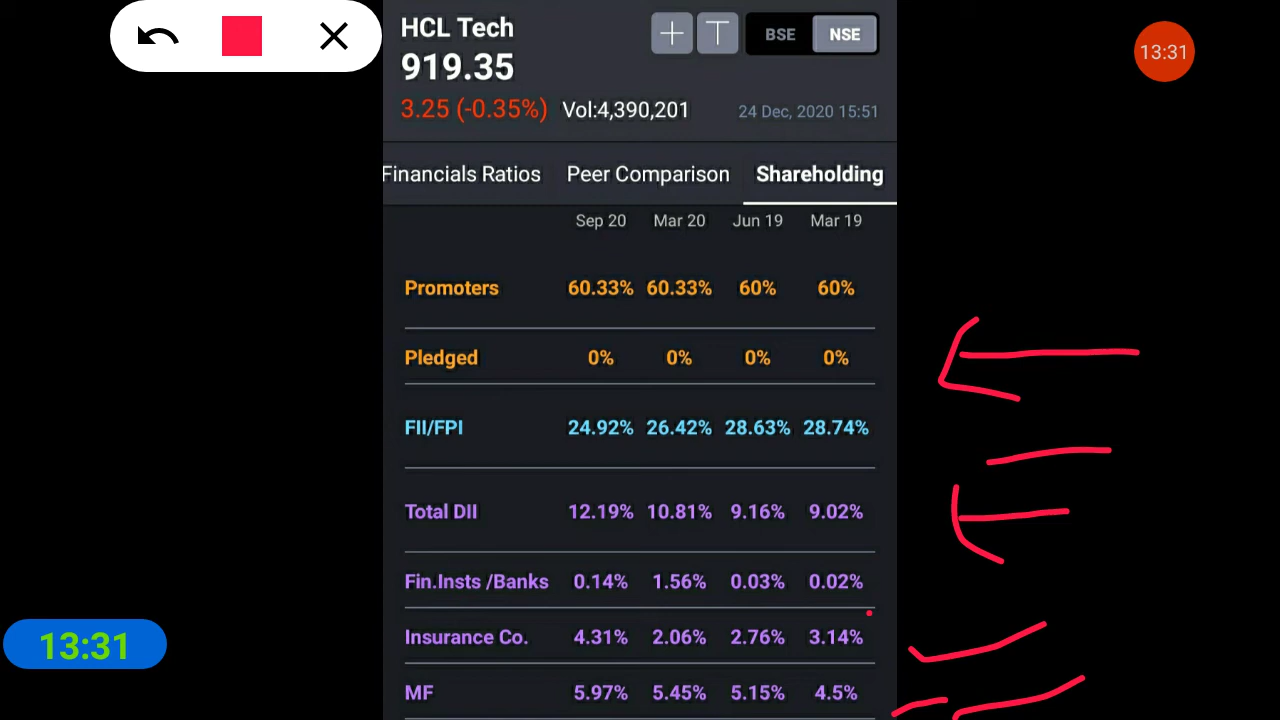 HCL Tech
BSE NSE
919.35
13:31
3.25 (-0.35%) Vol:4,390,201 24 Dec, 2020 15:51
Financials Ratios Peer Comparison Shareholding
Sep 20 Mar 20 Jun 19 Mar 19
Promoters 60.33% 60.33% 60% 60%
Pledged 0% 0% 0% 0%
FII/FPI 24.92% 26.42% 28.63% 28.74%
Total DII 12.19% 10.81% 9.16% 9.02%
Fin.Insts /Banks 0.14% 1.56% 0.03% 0.02%
Insurance Co. 4.31% 2.06% 2.76% 3.14%
13:31
MF 5.97% 5.45% 5.15% 4.5%